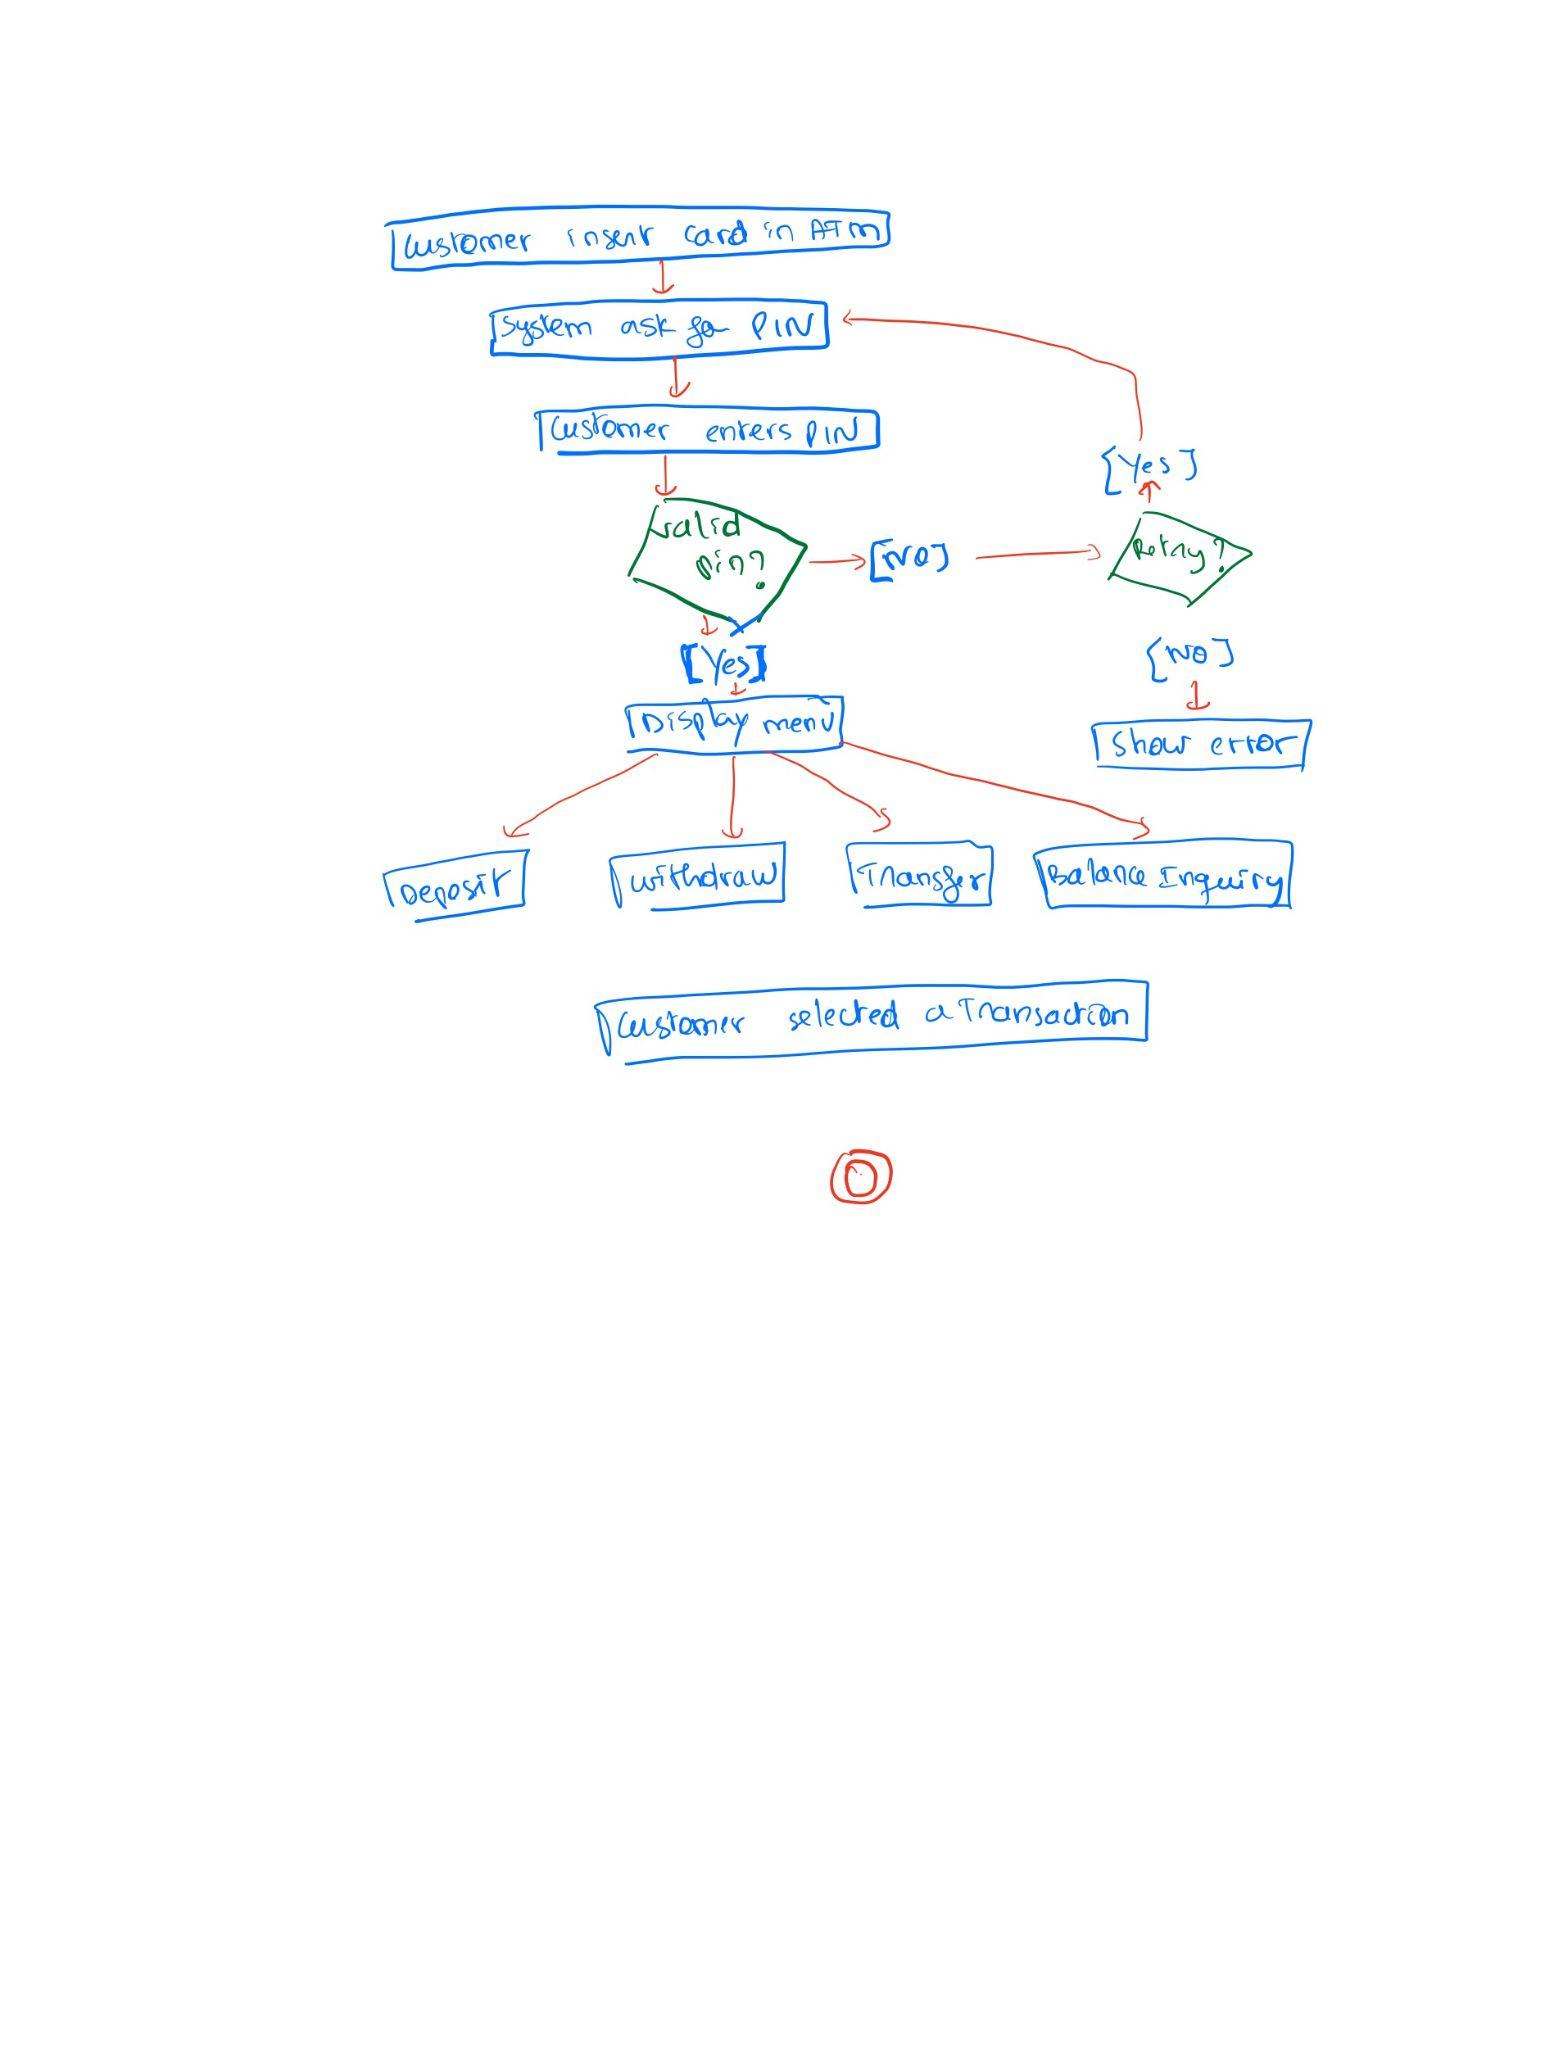 Customer insert card in ATM
System ask for PIN
Customer enters PIN
[Yes]
valid
pin?
[NO]
Retry?
[Yes]
[NO]
Display menu
Show error
Deposit
withdraw
Transfer
Balance Inquiry
Customer selected a Transaction